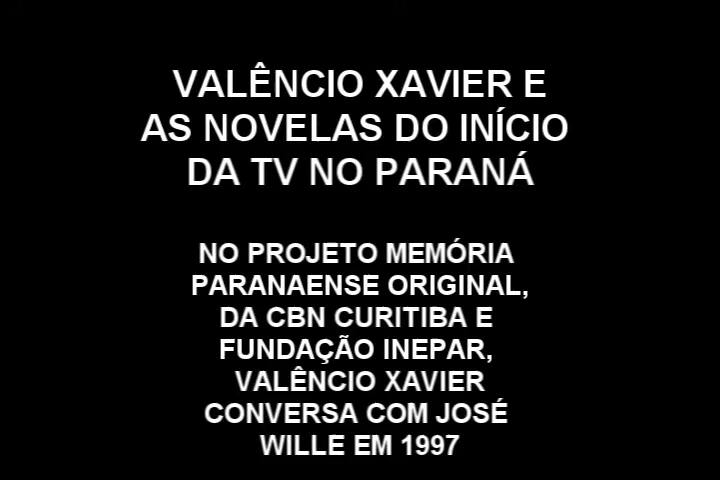 VALÊNCIO XAVIER E
AS NOVELAS DO INÍCIO
DA TV NO PARANÁ
NO PROJETO MEMÓRIA
PARANAENSE ORIGINAL,
DA CBN CURITIBA E
FUNDAÇÃO INEPAR,
VALÊNCIO XAVIER
CONVERSA COM JOSÉ
WILLE EM 1997